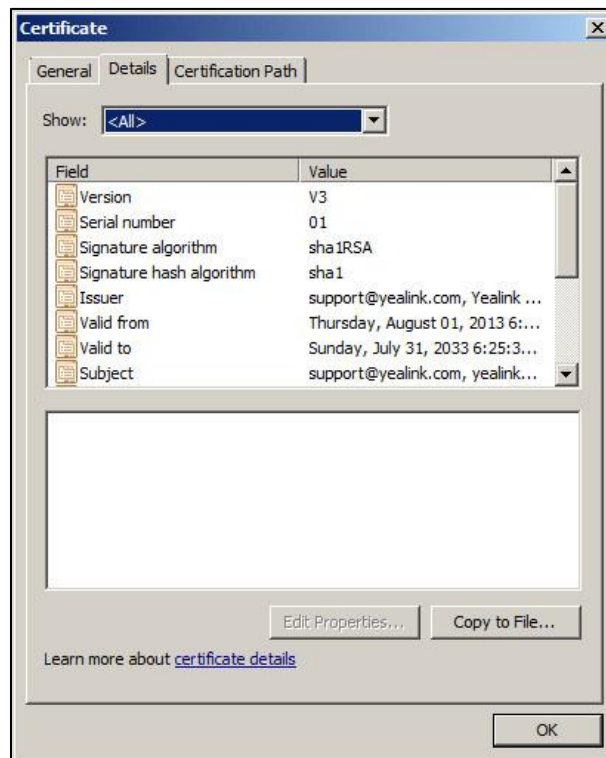 Certificate
General Details Certification Path
Show: <All>
Field Value
Version V3
Serial number 01
Signature algorithm sha1RSA
Signature hash algorithm sha1
Issuer support@yealink.com, Yealink ...
Valid from Thursday, August 01, 2013 6:...
Valid to Sunday, July 31, 2033 6:25:3...
Subject support@yealink.com, yealink...
Edit Properties... Copy to File...
Learn more about certificate details
OK